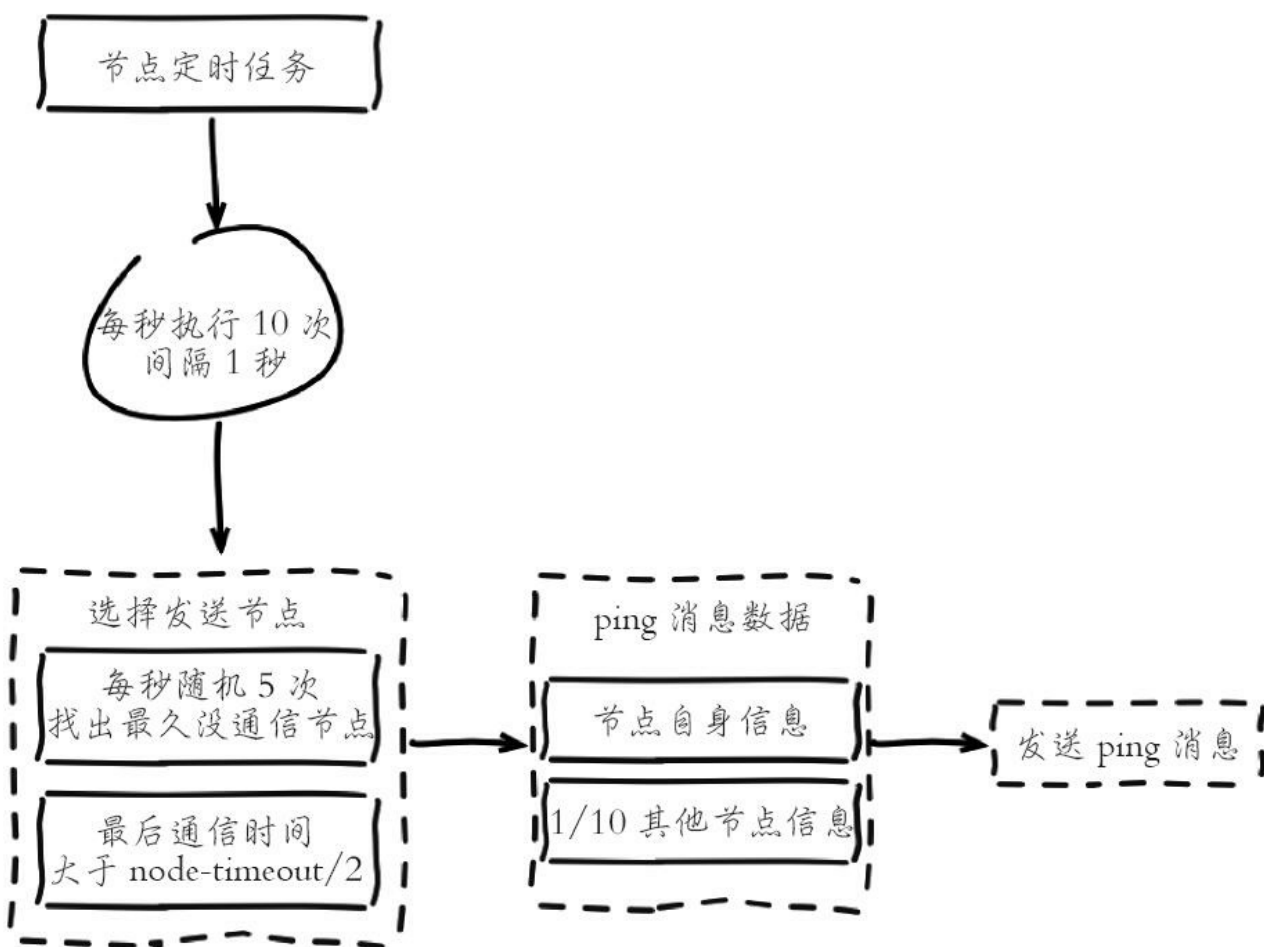 节点定时任务
每秒执行 10 次
间隔 1 秒
选择发送节点
每秒随机 5 次
找出最久没通信节点
最后通信时间
大于 node-timeout/2
ping 消息数据
节点自身信息
1/10 其他节点信息
发送 ping 消息